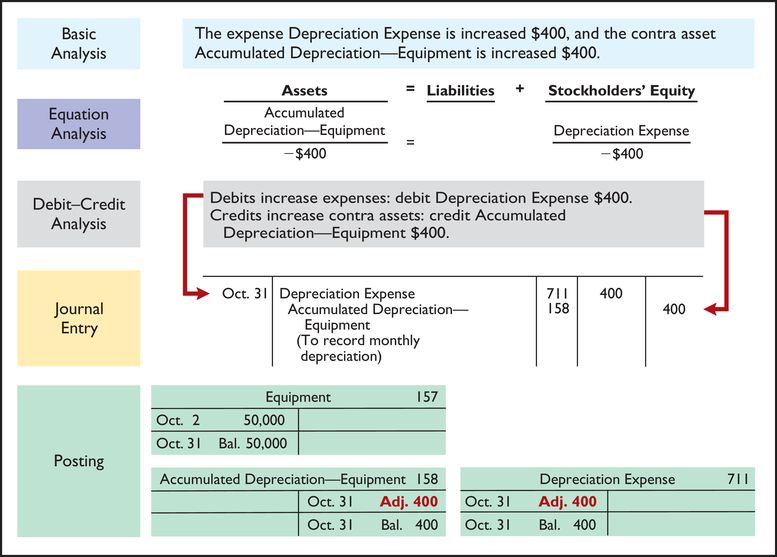 Basic
Analysis
The expense Depreciation Expense is increased $400, and the contra asset
Accumulated Depreciation—Equipment is increased $400.
Equation
Analysis
Assets = Liabilities + Stockholders’ Equity
Accumulated
Depreciation—Equipment = Depreciation Expense
−$400 −$400
Debit–Credit
Analysis
Debits increase expenses: debit Depreciation Expense $400.
Credits increase contra assets: credit Accumulated
Depreciation—Equipment $400.
Journal
Entry
Oct. 31 Depreciation Expense 711 400
Accumulated Depreciation— 158 400
Equipment
(To record monthly
depreciation)
Posting
Equipment 157
Oct. 2 50,000
Oct. 31 Bal. 50,000
Accumulated Depreciation—Equipment 158
Oct. 31 Adj. 400
Oct. 31 Bal. 400
Depreciation Expense 711
Oct. 31 Adj. 400
Oct. 31 Bal. 400